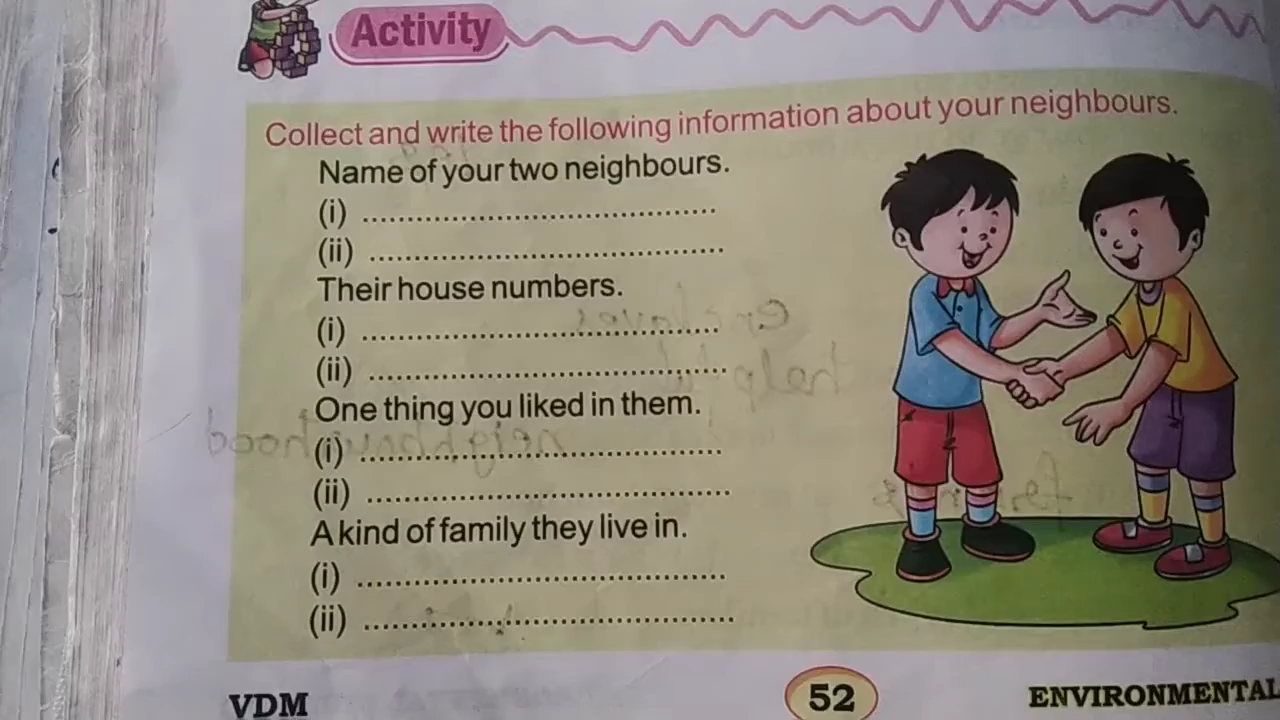 Activity
Collect and write the following information about your neighbours.
Name of your two neighbours.
(i) ........................................
(ii) ........................................
Their house numbers.
(i) ........................................
(ii) ........................................
One thing you liked in them.
(i) ........................................
(ii) ........................................
A kind of family they live in.
(i) ........................................
(ii) ........................................
VDM
52
ENVIRONMENTAL